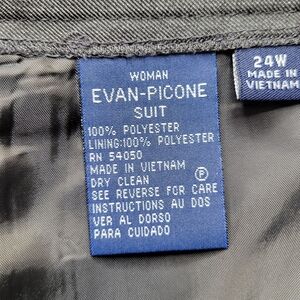 WOMAN
EVAN-PICONE
SUIT
100% POLYESTER
LINING:100% POLYESTER
RN 54050
MADE IN VIETNAM
DRY CLEAN Ⓟ
SEE REVERSE FOR CARE
INSTRUCTIONS AU DOS
VER AL DORSO
PARA CUIDADO
24W
MADE IN
VIETNAM